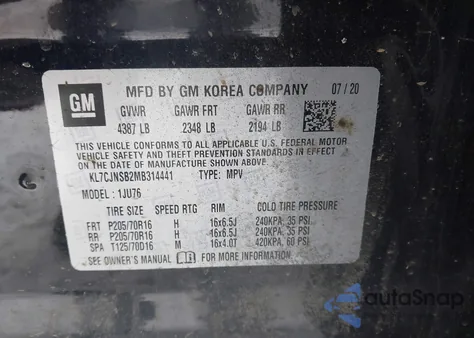 GM
MFD BY GM KOREA COMPANY 07 / 20
GVWR GAWR FRT GAWR RR
4387 LB 2348 LB 2194 LB
THIS VEHICLE CONFORMS TO ALL APPLICABLE U.S. FEDERAL MOTOR
VEHICLE SAFETY, BUMPER, AND THEFT PREVENTION STANDARDS
IN EFFECT ON THE DATE OF MANUFACTURE SHOWN ABOVE.
KL7CJNSB2MB314441 TYPE: MPV
MODEL : 1JU76
TIRE SIZE SPEED RTG RIM COLD TIRE PRESSURE
FRT P205/70R16 H 16x6.5J 240KPA, 35 PSI
RR P205/70R16 H 16x6.5J 240KPA, 35 PSI
SPA T125/70D16 M 16x4.0T 420KPA, 60 PSI
SEE OWNER'S MANUAL FOR MORE INFORMATION
AutoSnap